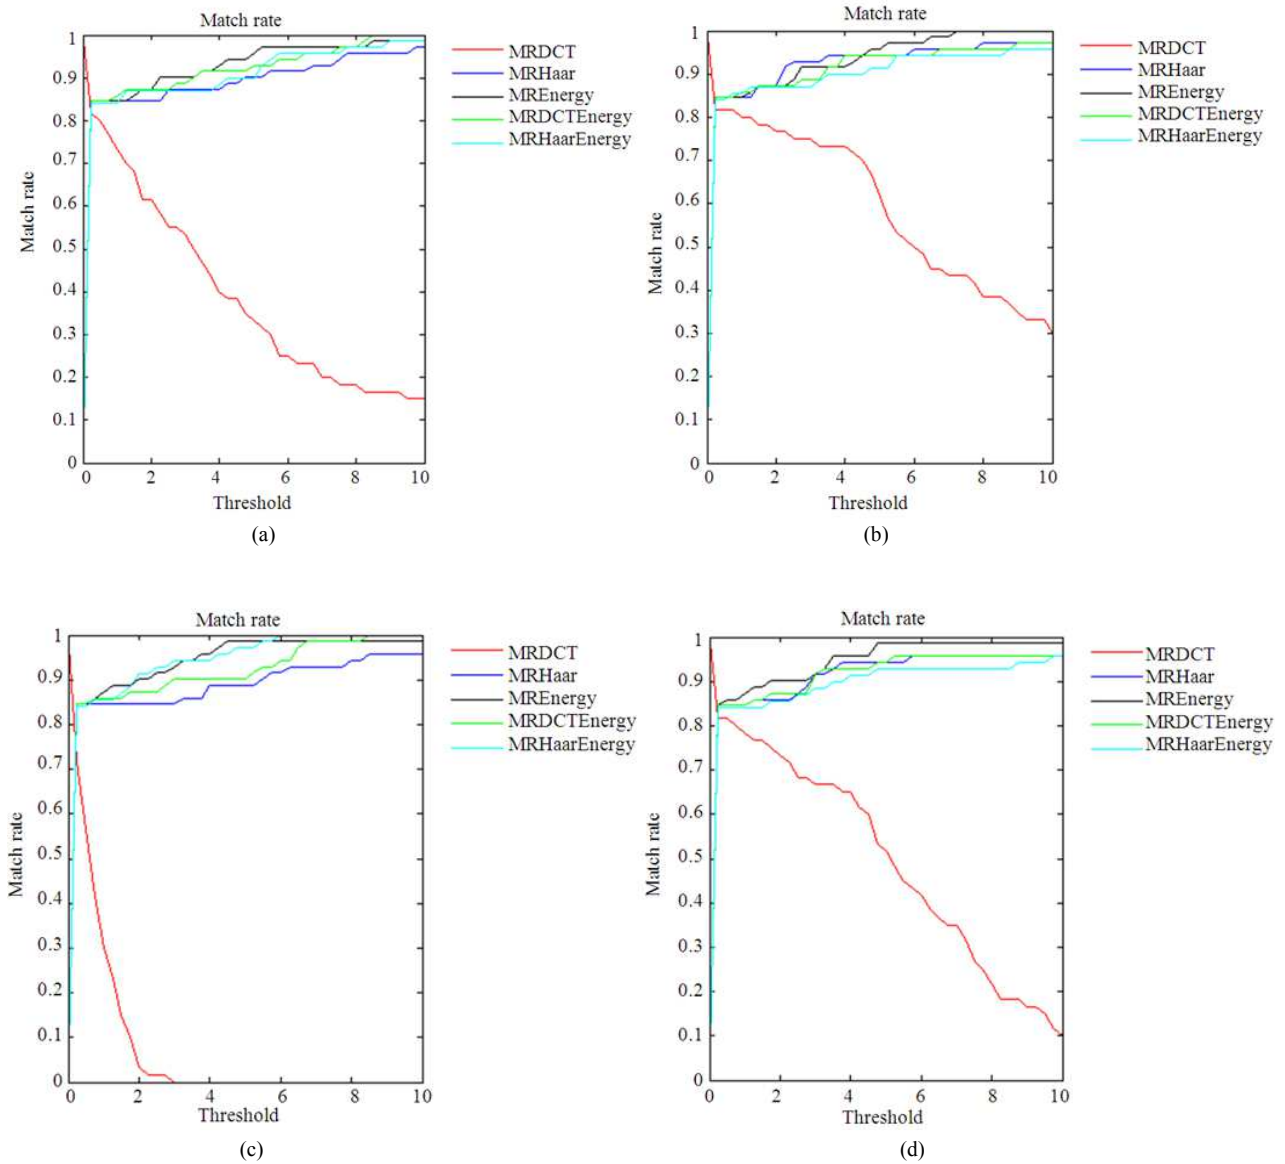 Match rate
1
0.9
0.8
0.7
0.6
0.5
0.4
0.3
0.2
0.1
0
Match rate
0 2 4 6 8 10
Threshold
MRDCT
MRHaar
MREnergy
MRDCTEnergy
MRHaarEnergy
(a)
Match rate
1
0.9
0.8
0.7
0.6
0.5
0.4
0.3
0.2
0.1
0
Match rate
0 2 4 6 8 10
Threshold
MRDCT
MRHaar
MREnergy
MRDCTEnergy
MRHaarEnergy
(b)
Match rate
1
0.9
0.8
0.7
0.6
0.5
0.4
0.3
0.2
0.1
0
Match rate
0 2 4 6 8 10
Threshold
MRDCT
MRHaar
MREnergy
MRDCTEnergy
MRHaarEnergy
(c)
Match rate
1
0.9
0.8
0.7
0.6
0.5
0.4
0.3
0.2
0.1
0
Match rate
0 2 4 6 8 10
Threshold
MRDCT
MRHaar
MREnergy
MRDCTEnergy
MRHaarEnergy
(d)